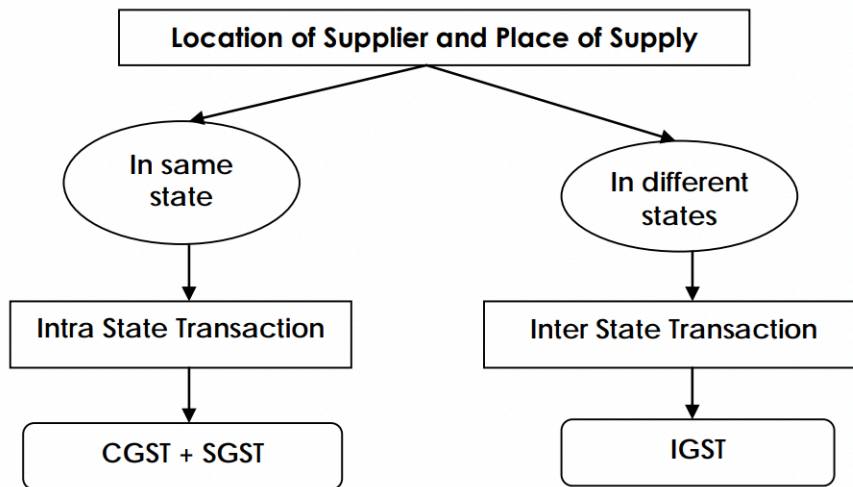 Location of Supplier and Place of Supply
In same
state
In different
states
Intra State Transaction
Inter State Transaction
CGST + SGST
IGST